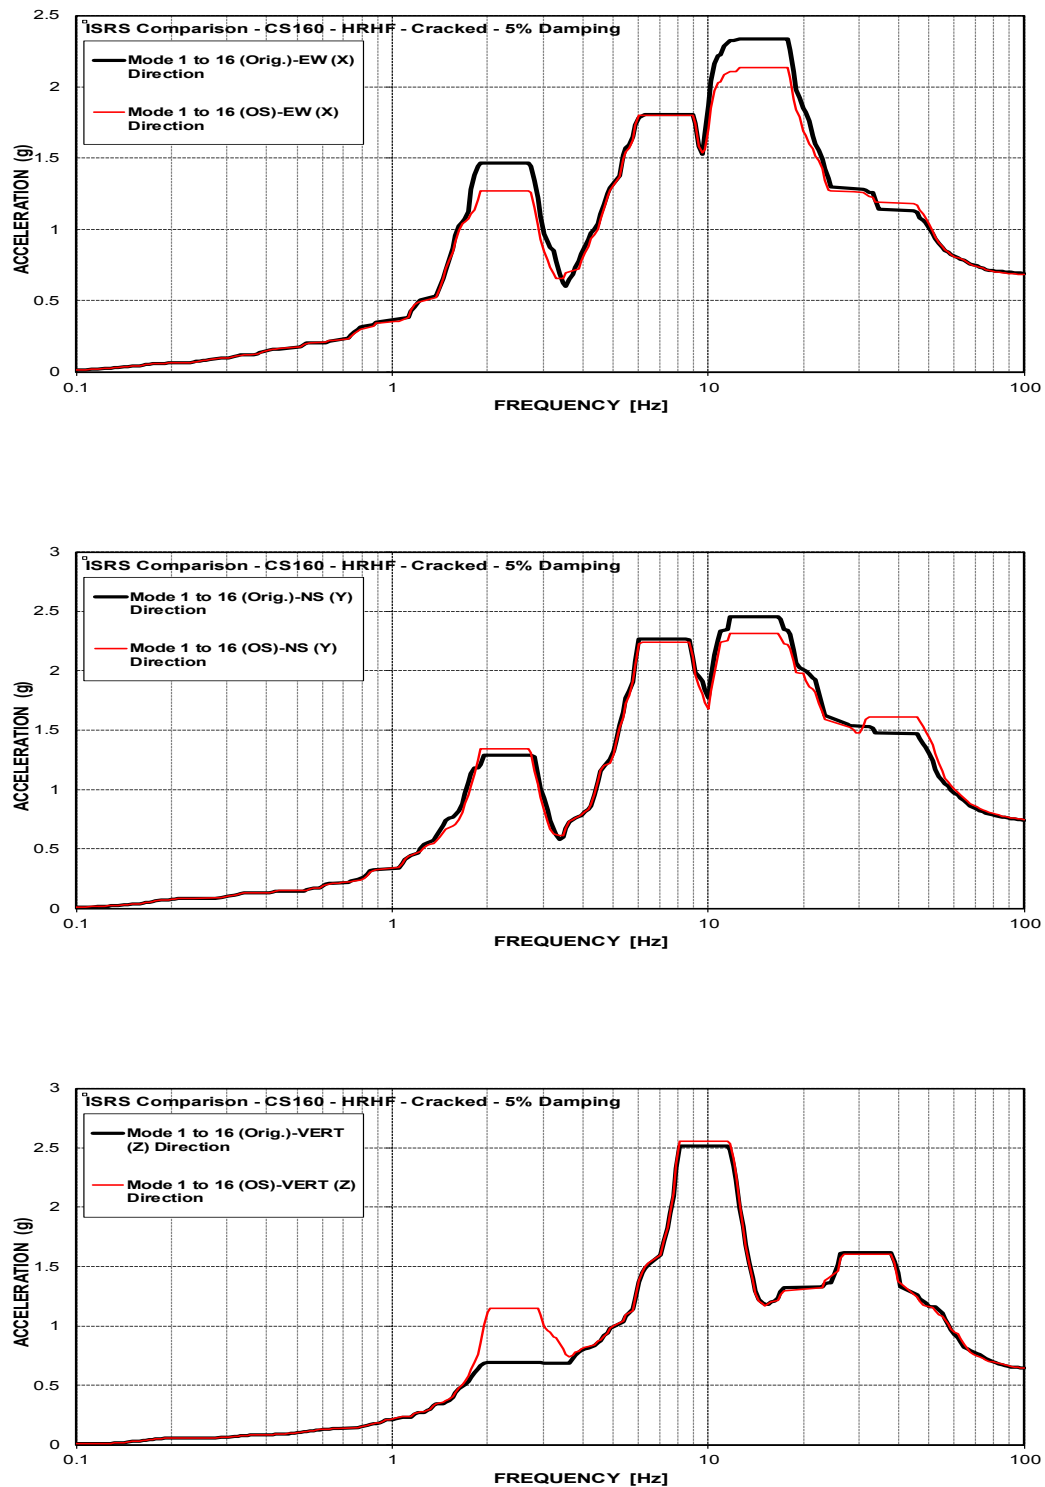 2.5
ISRS Comparison - CS160 - HRHF - Cracked - 5% Damping
Mode 1 to 16 (Orig.)-EW (X)
Direction
Mode 1 to 16 (OS)-EW (X)
Direction
2
1.5
1
0.5
0
ACCELERATION (g)
0.1
1
10
100
FREQUENCY [Hz]
3
ISRS Comparison - CS160 - HRHF - Cracked - 5% Damping
Mode 1 to 16 (Orig.)-NS (Y)
Direction
Mode 1 to 16 (OS)-NS (Y)
Direction
2.5
2
1.5
1
0.5
0
ACCELERATION (g)
0.1
1
10
100
FREQUENCY [Hz]
3
ISRS Comparison - CS160 - HRHF - Cracked - 5% Damping
Mode 1 to 16 (Orig.)-VERT
(Z) Direction
Mode 1 to 16 (OS)-VERT (Z)
Direction
2.5
2
1.5
1
0.5
0
ACCELERATION (g)
0.1
1
10
100
FREQUENCY [Hz]